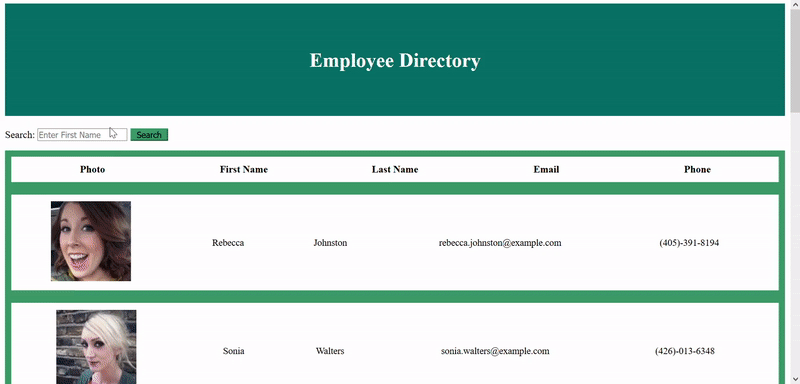 Employee Directory
Search: Enter First Name Search
Photo First Name Last Name Email Phone
Rebecca Johnston rebecca.johnston@example.com (405)-391-8194
Sonia Walters sonia.walters@example.com (426)-013-6348